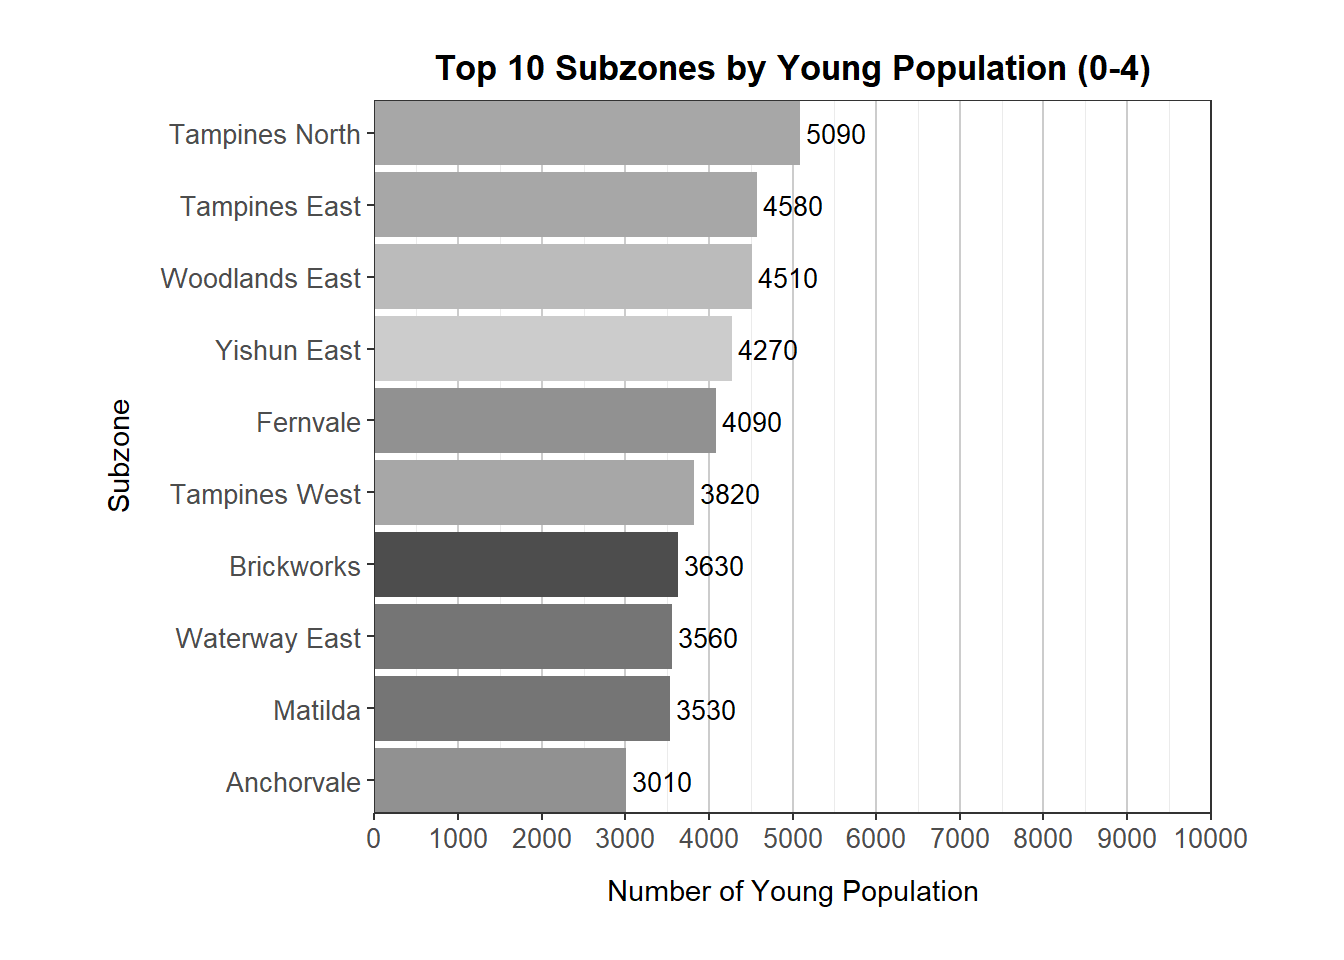 Top 10 Subzones by Young Population (0-4)
Tampines North 5090
Tampines East 4580
Woodlands East 4510
Yishun East 4270
Fernvale 4090
Tampines West 3820
Brickworks 3630
Waterway East 3560
Matilda 3530
Anchorvale 3010
Subzone
0 1000 2000 3000 4000 5000 6000 7000 8000 9000 10000
Number of Young Population